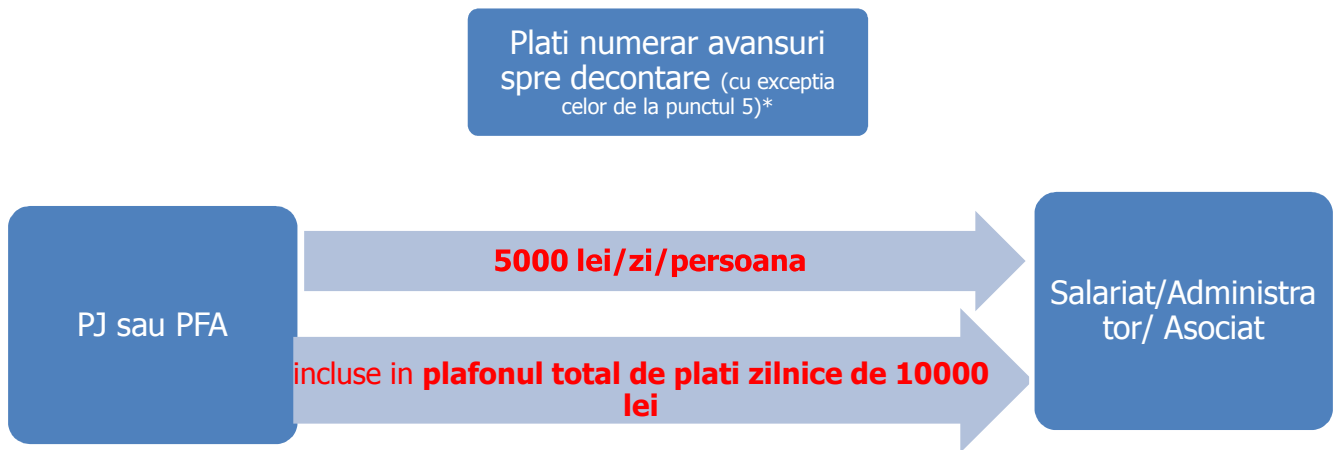 Plati numerar avansuri
spre decontare (cu exceptia
celor de la punctul 5)*
PJ sau PFA
5000 lei/zi/persoana
incluse in plafonul total de plati zilnice de 10000
lei
Salariat/Administra
tor/ Asociat